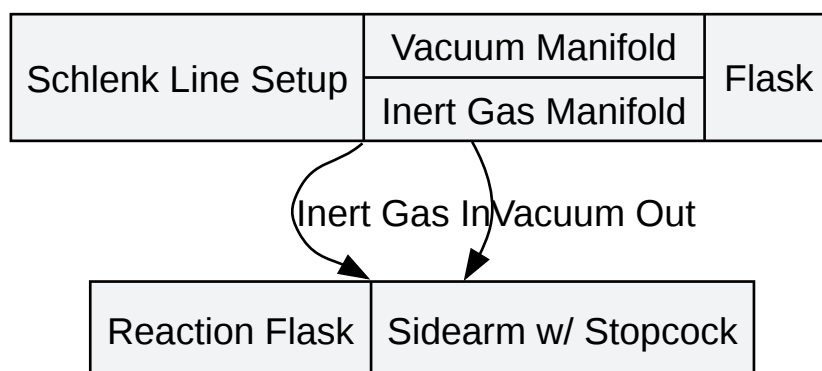 Schlenk Line Setup
Vacuum Manifold
Inert Gas Manifold
Flask
Inert Gas In
Vacuum Out
Reaction Flask
Sidearm w/ Stopcock